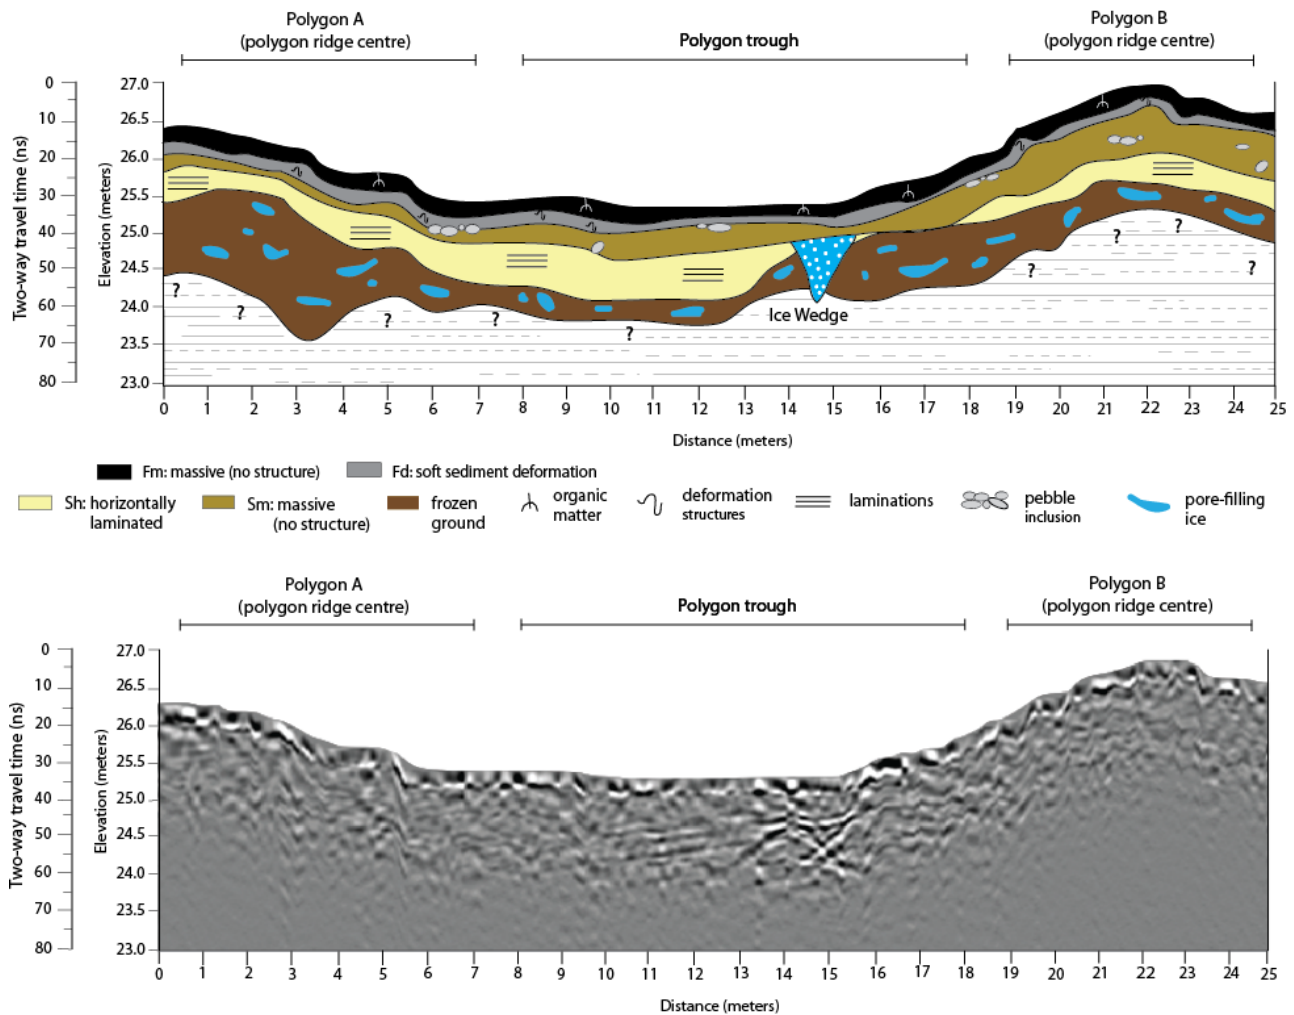 Polygon A
(polygon ridge centre)
Polygon trough
Polygon B
(polygon ridge centre)
Two-way travel time (ns)
0
10
20
30
40
50
60
70
80
Elevation (meters)
27.0
26.5
26.0
25.5
25.0
24.5
24.0
23.5
23.0
? ? ? ? ? ? ? ? ? ?
Ice Wedge
0 1 2 3 4 5 6 7 8 9 10 11 12 13 14 15 16 17 18 19 20 21 22 23 24 25
Distance (meters)
Fm: massive (no structure)
Fd: soft sediment deformation
Sh: horizontally
laminated
Sm: massive
(no structure)
frozen
ground
organic
matter
deformation
structures
laminations
pebble
inclusion
pore-filling
ice
Polygon A
(polygon ridge centre)
Polygon trough
Polygon B
(polygon ridge centre)
Two-way travel time (ns)
0
10
20
30
40
50
60
70
80
Elevation (meters)
27.0
26.5
26.0
25.5
25.0
24.5
24.0
23.5
23.0
0 1 2 3 4 5 6 7 8 9 10 11 12 13 14 15 16 17 18 19 20 21 22 23 24 25
Distance (meters)